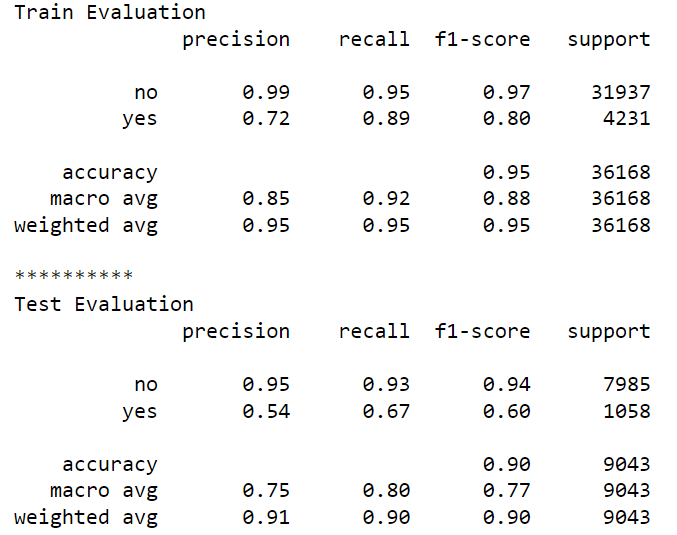 Train Evaluation
precision recall f1-score support
no 0.99 0.95 0.97 31937
yes 0.72 0.89 0.80 4231
accuracy 0.95 36168
macro avg 0.85 0.92 0.88 36168
weighted avg 0.95 0.95 0.95 36168
**********
Test Evaluation
precision recall f1-score support
no 0.95 0.93 0.94 7985
yes 0.54 0.67 0.60 1058
accuracy 0.90 9043
macro avg 0.75 0.80 0.77 9043
weighted avg 0.91 0.90 0.90 9043